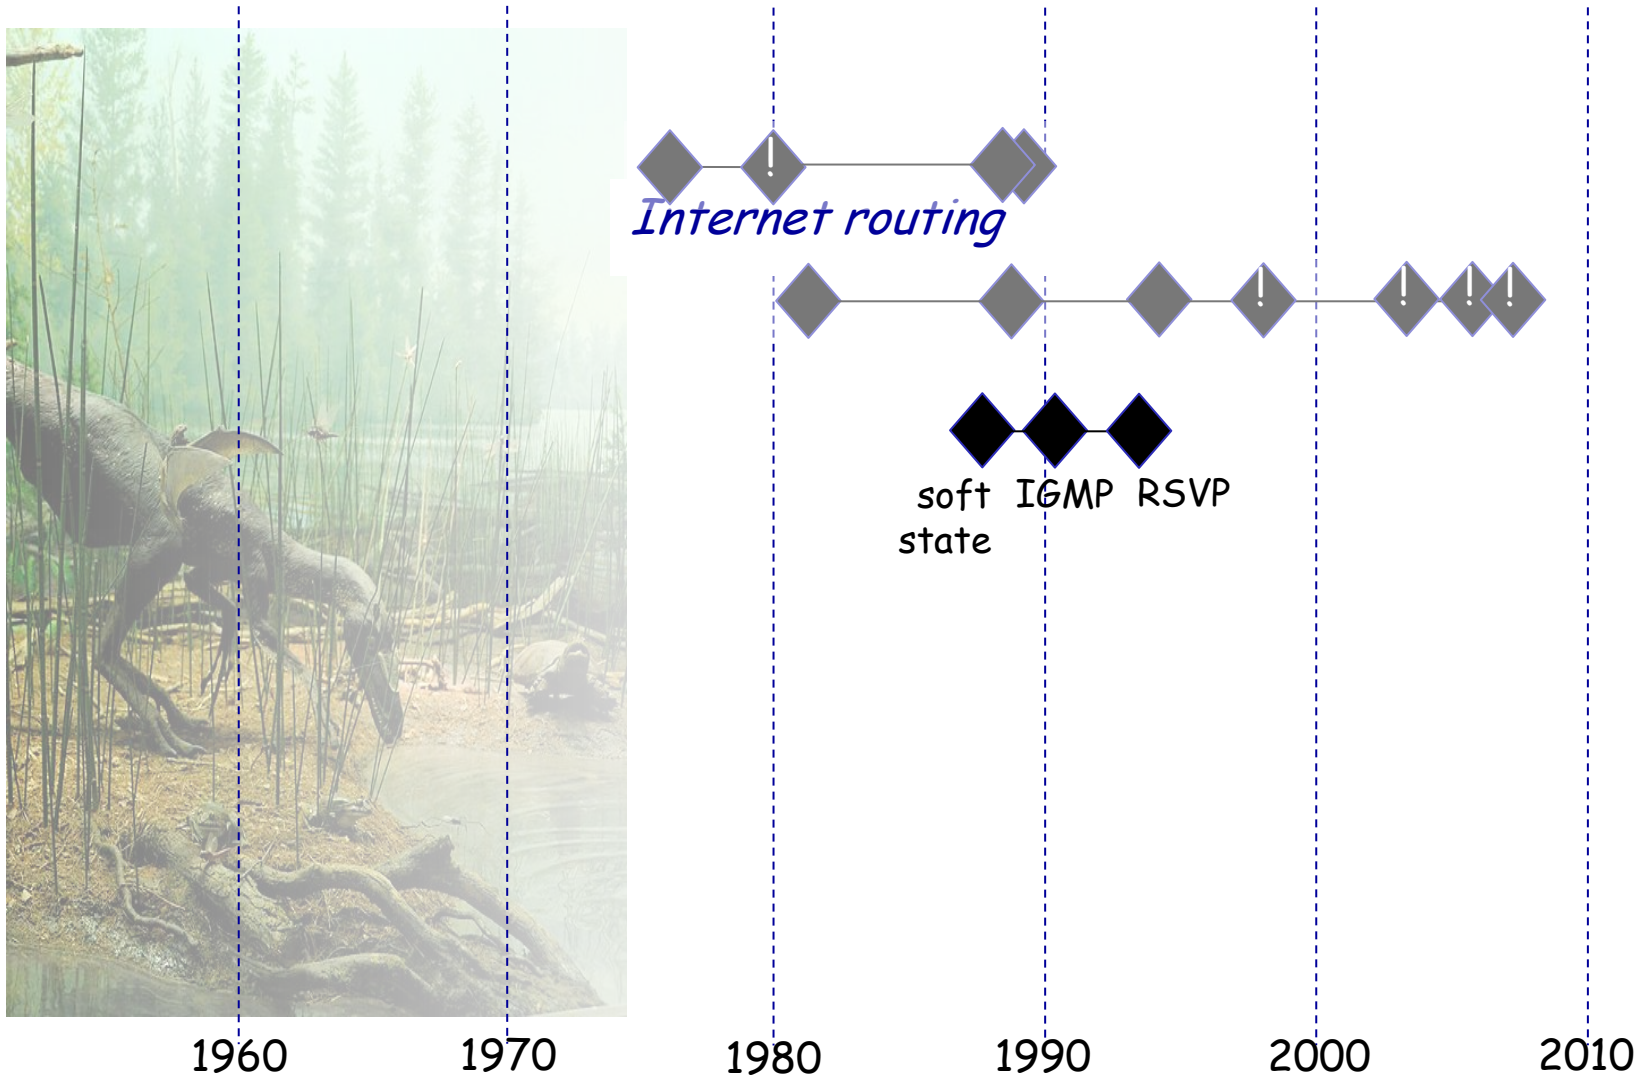 !
Internet routing
! ! ! !
soft IGMP RSVP
state
1960 1970 1980 1990 2000 2010